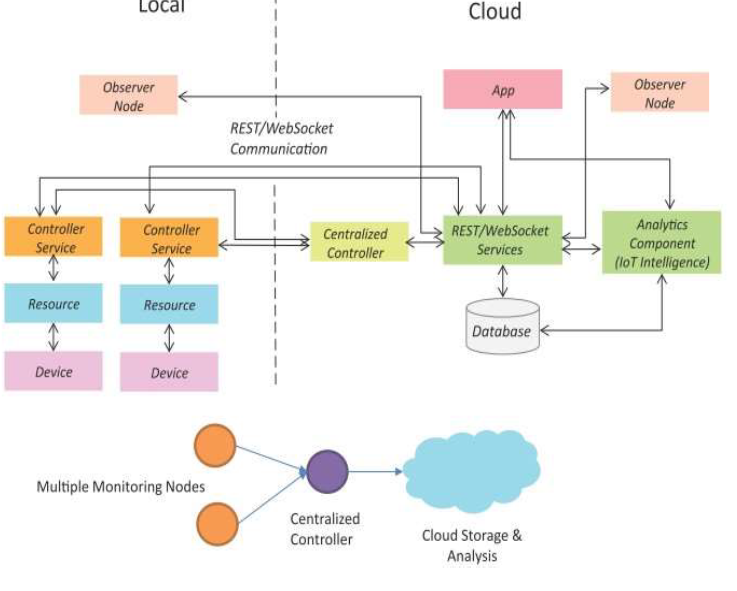 Local
Cloud
Observer
Node
App
Observer
Node
REST/WebSocket
Communication
Controller
Service
Controller
Service
Centralized
Controller
REST/WebSocket
Services
Analytics
Component
(IoT Intelligence)
Resource
Resource
Database
Device
Device
Multiple Monitoring Nodes
Centralized
Controller
Cloud Storage &
Analysis